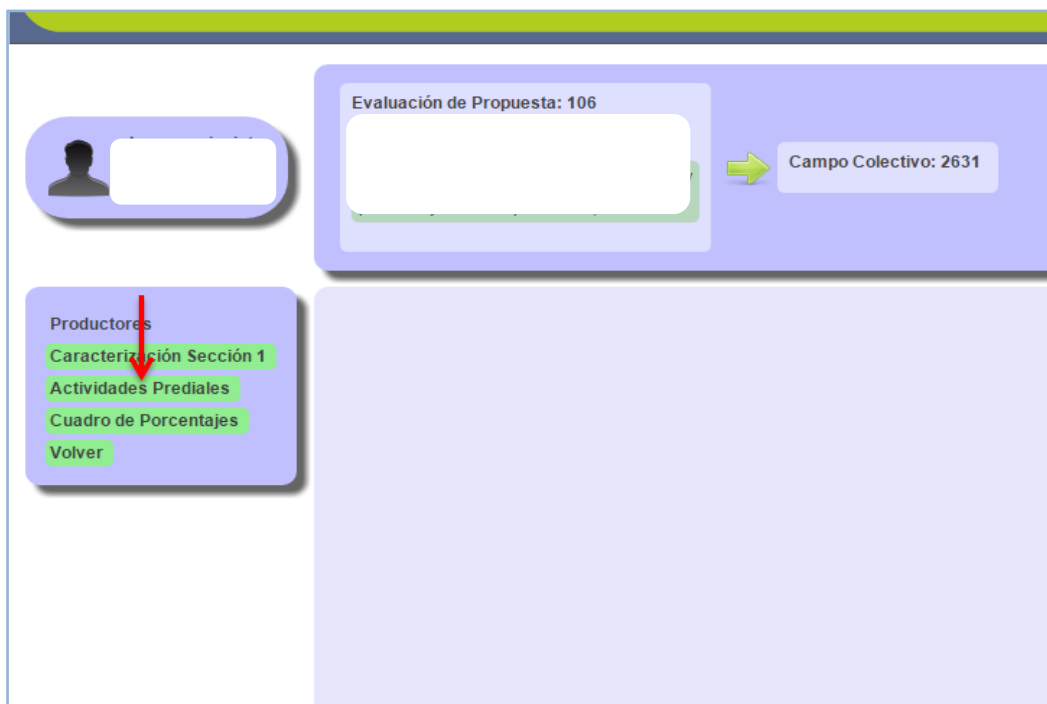 Evaluación de Propuesta: 106
Campo Colectivo: 2631
Productores
Caracterización Sección 1
Actividades Prediales
Cuadro de Porcentajes
Volver